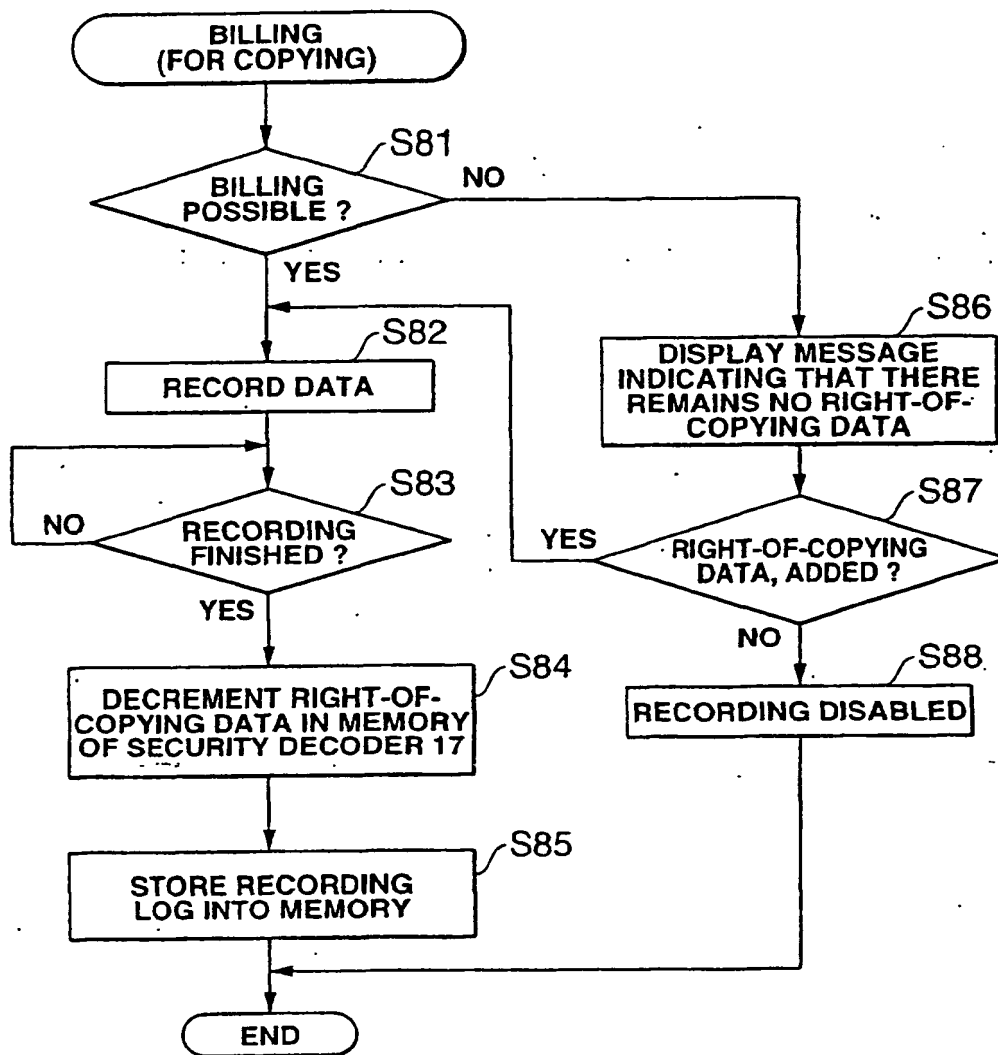 BILLING
(FOR COPYING)
S81
BILLING
POSSIBLE ?
NO
YES
S82
RECORD DATA
S83
RECORDING
FINISHED ?
NO
YES
S84
DECREMENT RIGHT-OF-
COPYING DATA IN MEMORY
OF SECURITY DECODER 17
S85
STORE RECORDING
LOG INTO MEMORY
S86
DISPLAY MESSAGE
INDICATING THAT THERE
REMAINS NO RIGHT-OF-
COPYING DATA
S87
RIGHT-OF-COPYING
DATA, ADDED ?
YES
NO
S88
RECORDING DISABLED
END